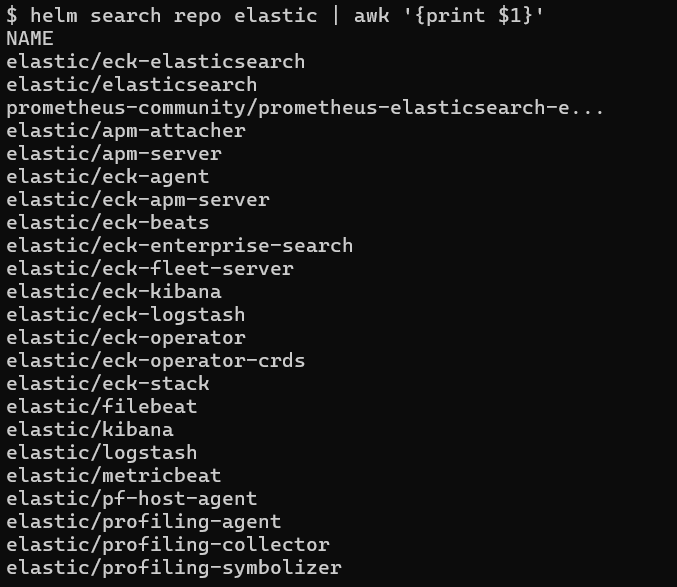 $ helm search repo elastic | awk '{print $1}'
NAME
elastic/eck-elasticsearch
elastic/elasticsearch
prometheus-community/prometheus-elasticsearch-e...
elastic/apm-attacher
elastic/apm-server
elastic/eck-agent
elastic/eck-apm-server
elastic/eck-beats
elastic/eck-enterprise-search
elastic/eck-fleet-server
elastic/eck-kibana
elastic/eck-logstash
elastic/eck-operator
elastic/eck-operator-crds
elastic/eck-stack
elastic/filebeat
elastic/kibana
elastic/logstash
elastic/metricbeat
elastic/pf-host-agent
elastic/profiling-agent
elastic/profiling-collector
elastic/profiling-symbolizer